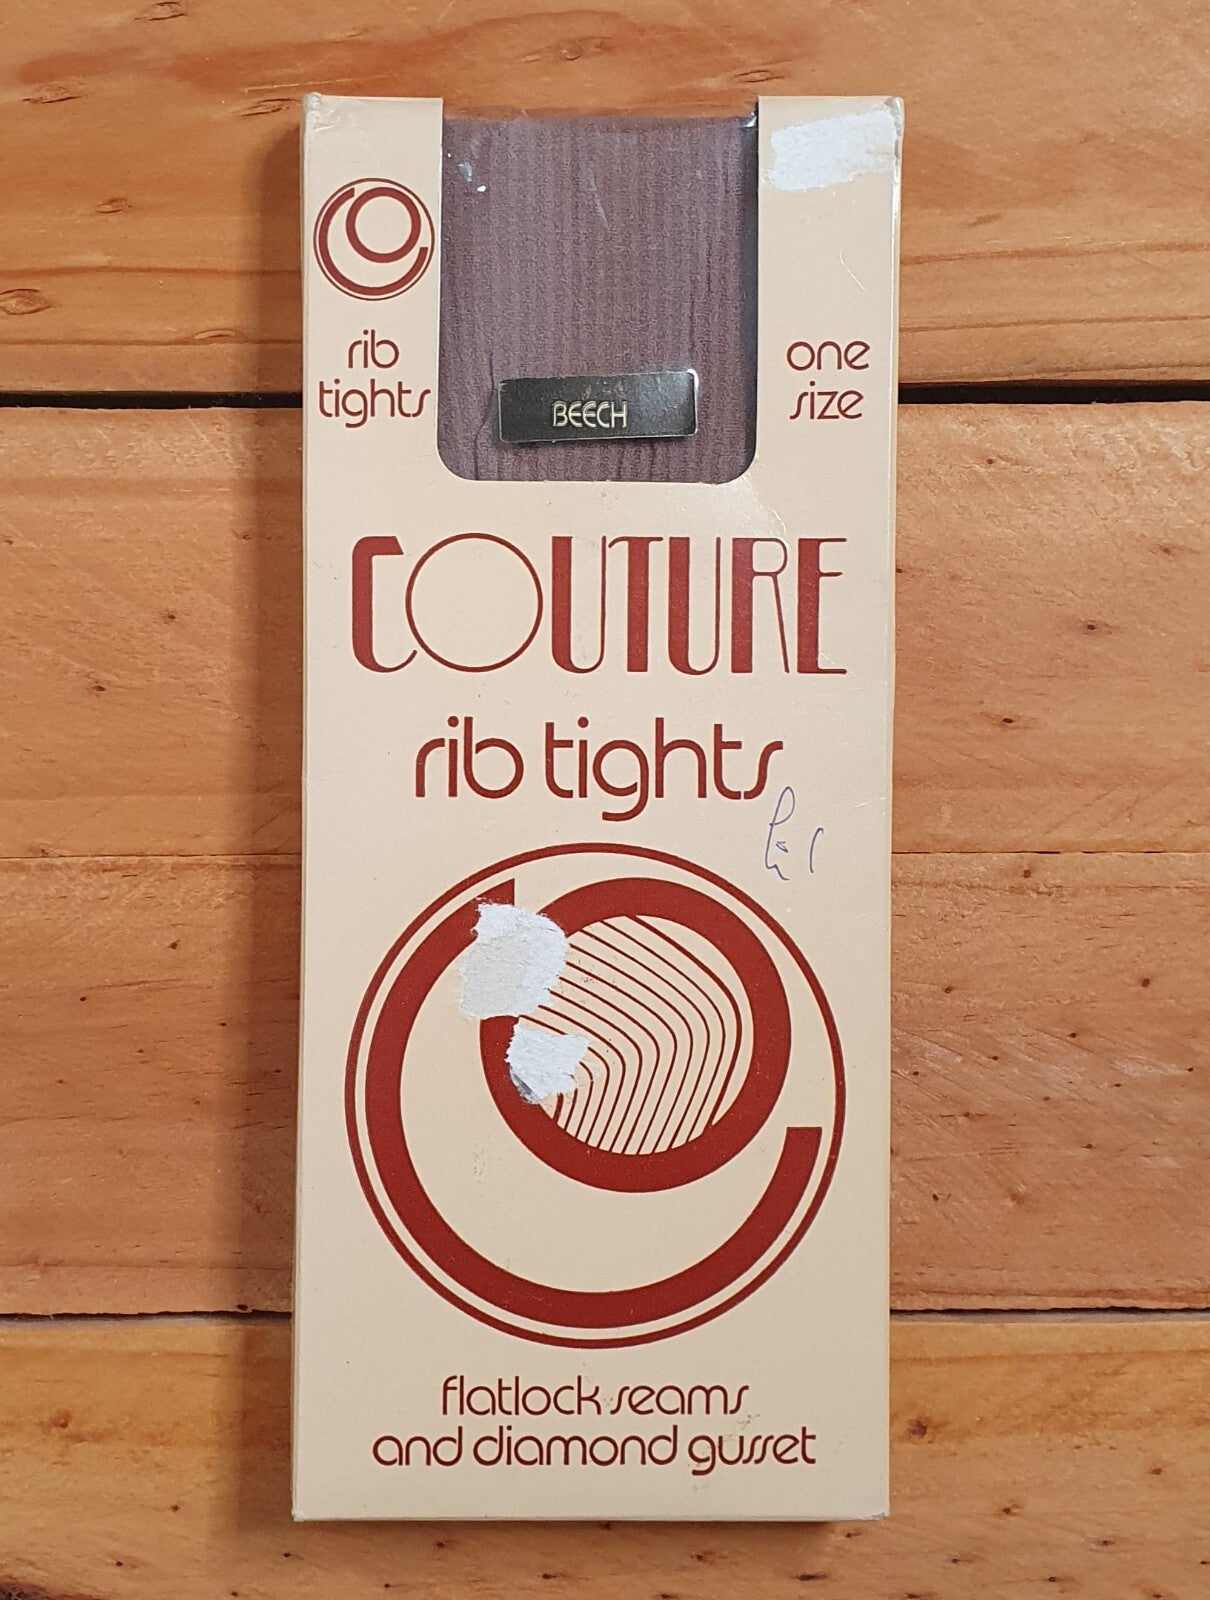 rib
tights
one
size
BEECH
COUTURE
rib tights
flatlock seams
and diamond gusset